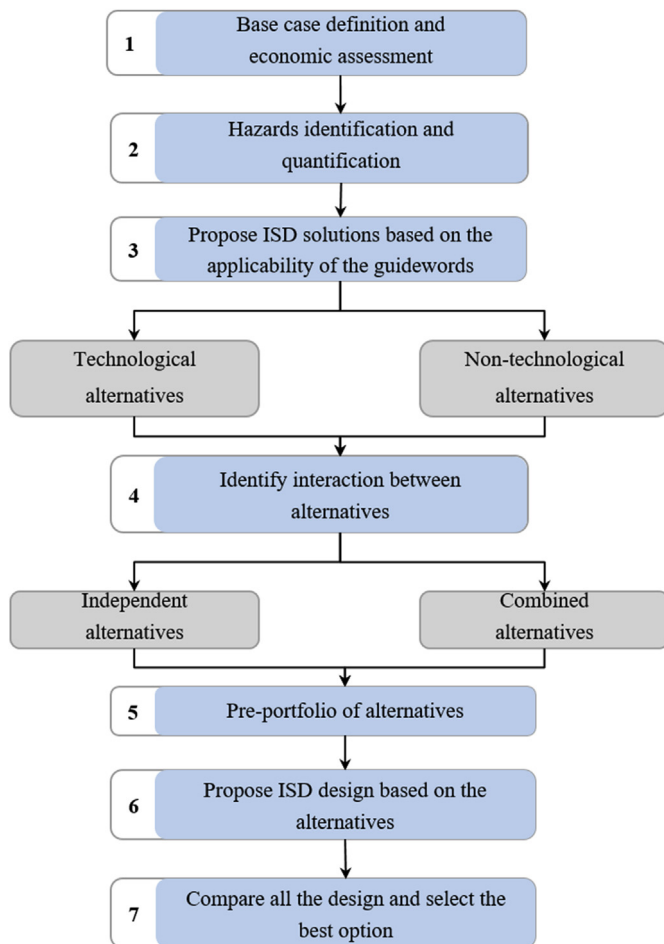 1
Base case definition and
economic assessment
2
Hazards identification and
quantification
3
Propose ISD solutions based on the
applicability of the guidewords
Technological
alternatives
Non-technological
alternatives
4
Identify interaction between
alternatives
Independent
alternatives
Combined
alternatives
5
Pre-portfolio of alternatives
6
Propose ISD design based on the
alternatives
7
Compare all the design and select the
best option